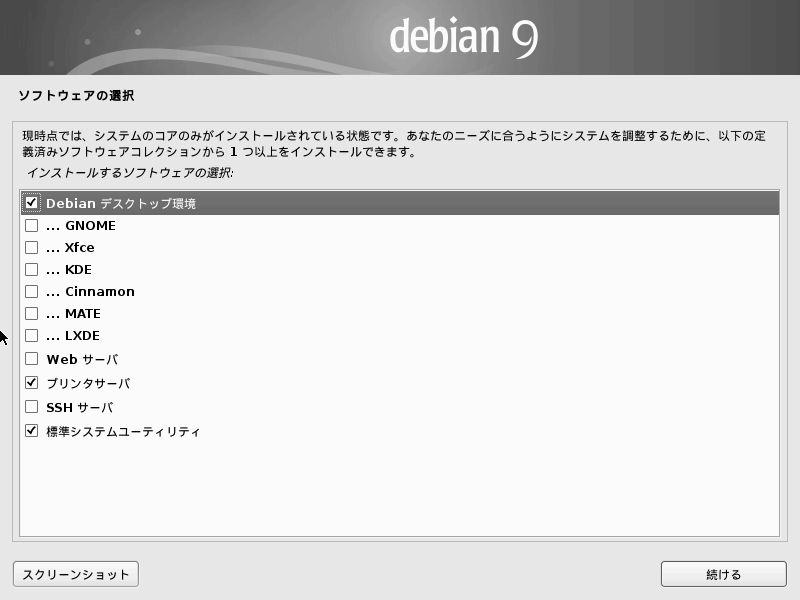 debian 9
ソフトウェアの選択
現時点では、システムのコアのみがインストールされている状態です。あなたのニーズに合うようにシステムを調整するために、以下の定
義済みソフトウェアコレクションから 1 つ以上をインストールできます。
インストールするソフトウェアの選択:
Debian デスクトップ環境
... GNOME
... Xfce
... KDE
... Cinnamon
... MATE
... LXDE
Web サーバ
プリンタサーバ
SSH サーバ
標準システムユーティリティ
スクリーンショット
続ける